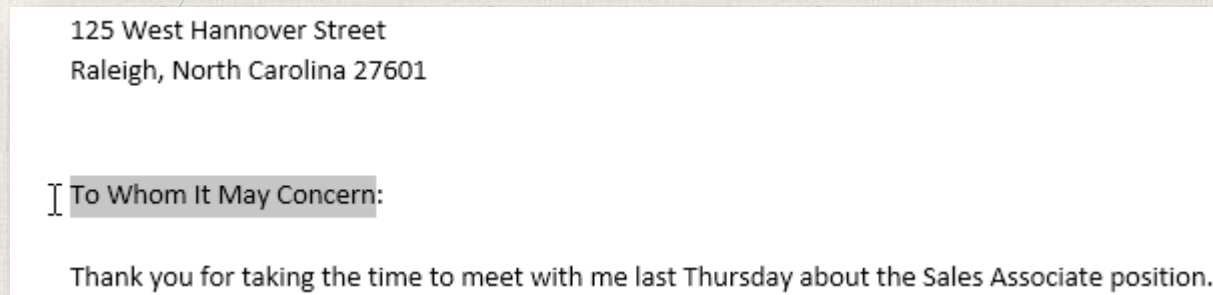 125 West Hannover Street
Raleigh, North Carolina 27601
To Whom It May Concern:
Thank you for taking the time to meet with me last Thursday about the Sales Associate position.